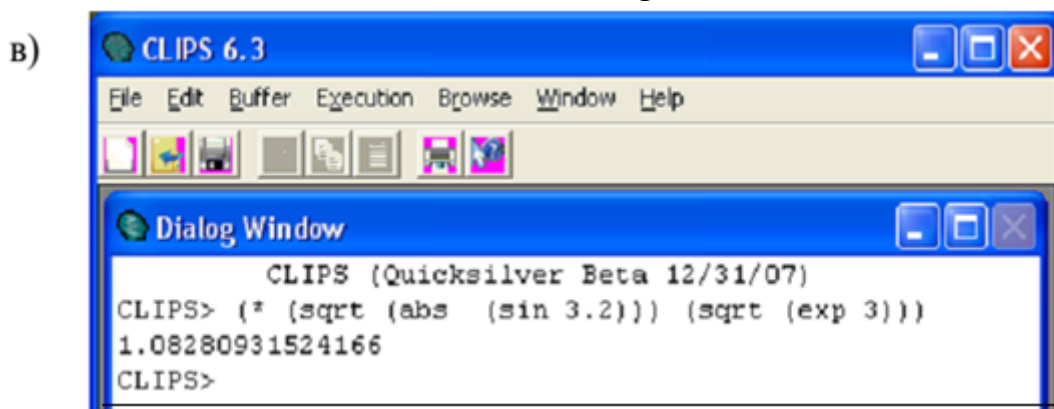 в)
CLIPS 6.3
File Edit Buffer Execution Browse Window Help
Dialog Window
CLIPS (Quicksilver Beta 12/31/07)
CLIPS> (* (sqrt (abs  (sin 3.2))) (sqrt (exp 3)))
1.08280931524166
CLIPS>